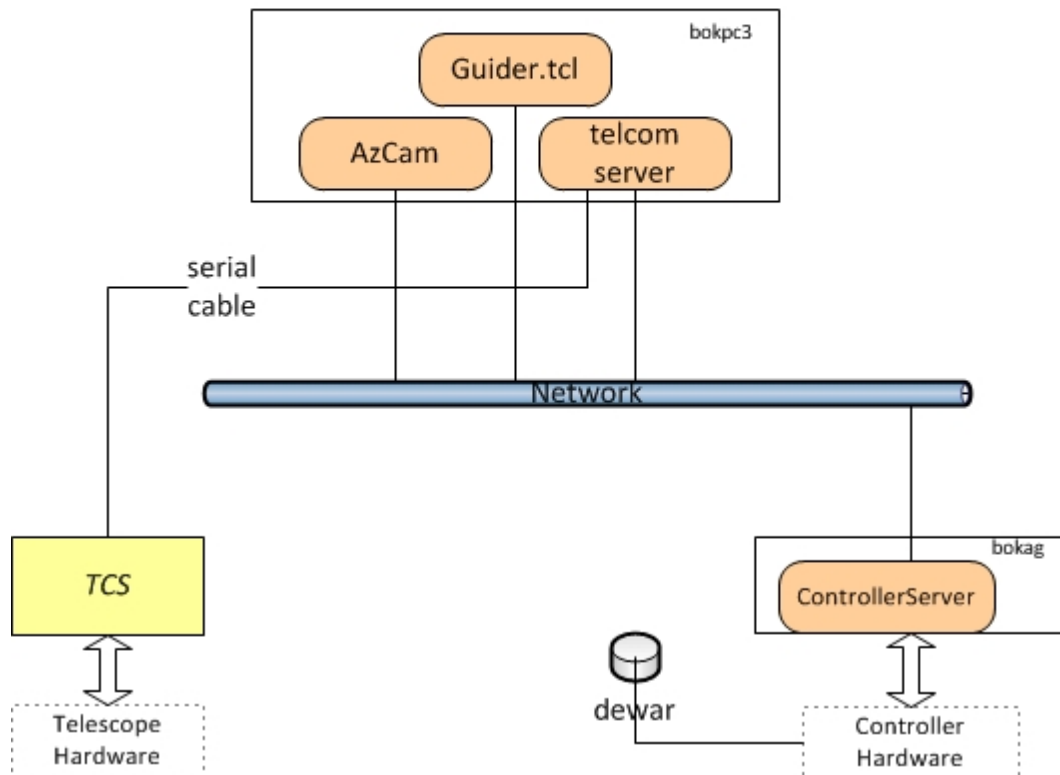 bokpc3
Guider.tcl
AzCam
telcom
server
serial
cable
Network
bokag
TCS
ControllerServer
dewar
Telescope
Hardware
Controller
Hardware